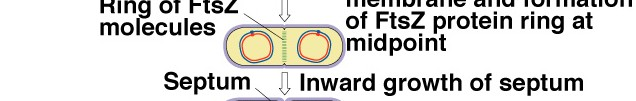 Ring of FtsZ
molecules
membrane and formation
of FtsZ protein ring at
midpoint
Septum
Inward growth of septum